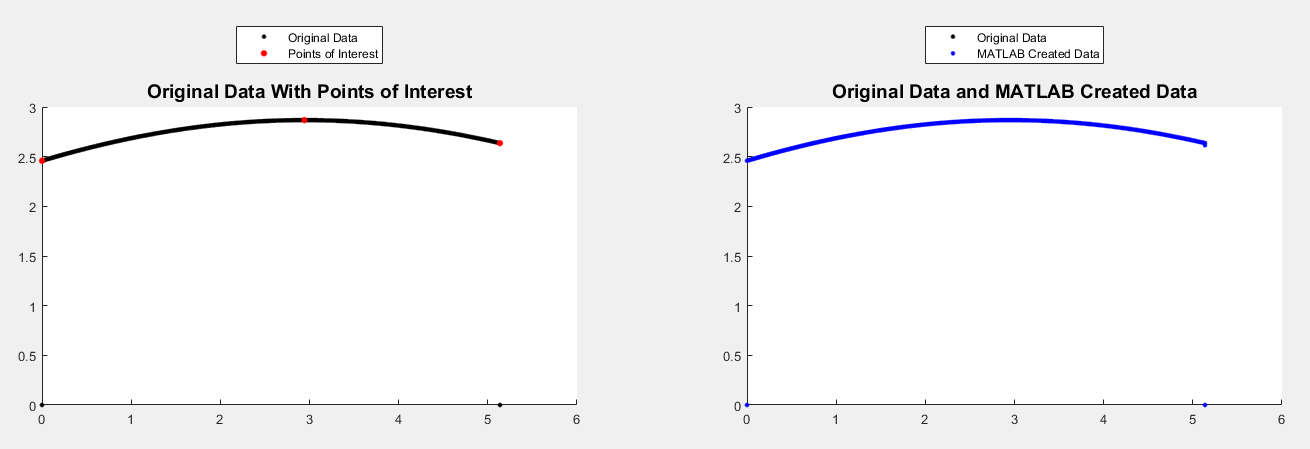 Original Data
Points of Interest
Original Data With Points of Interest
3
2.5
2
1.5
1
0.5
0
0 1 2 3 4 5 6
Original Data
MATLAB Created Data
Original Data and MATLAB Created Data
3
2.5
2
1.5
1
0.5
0
0 1 2 3 4 5 6